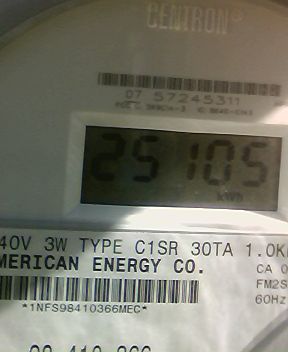 CENTRON®
07 57245311
25105
kWh
40V 3W TYPE C1SR 30TA 1.0K
MERICAN ENERGY CO.
CA 0
FM2S
60Hz
*1NFS98410366MEC*